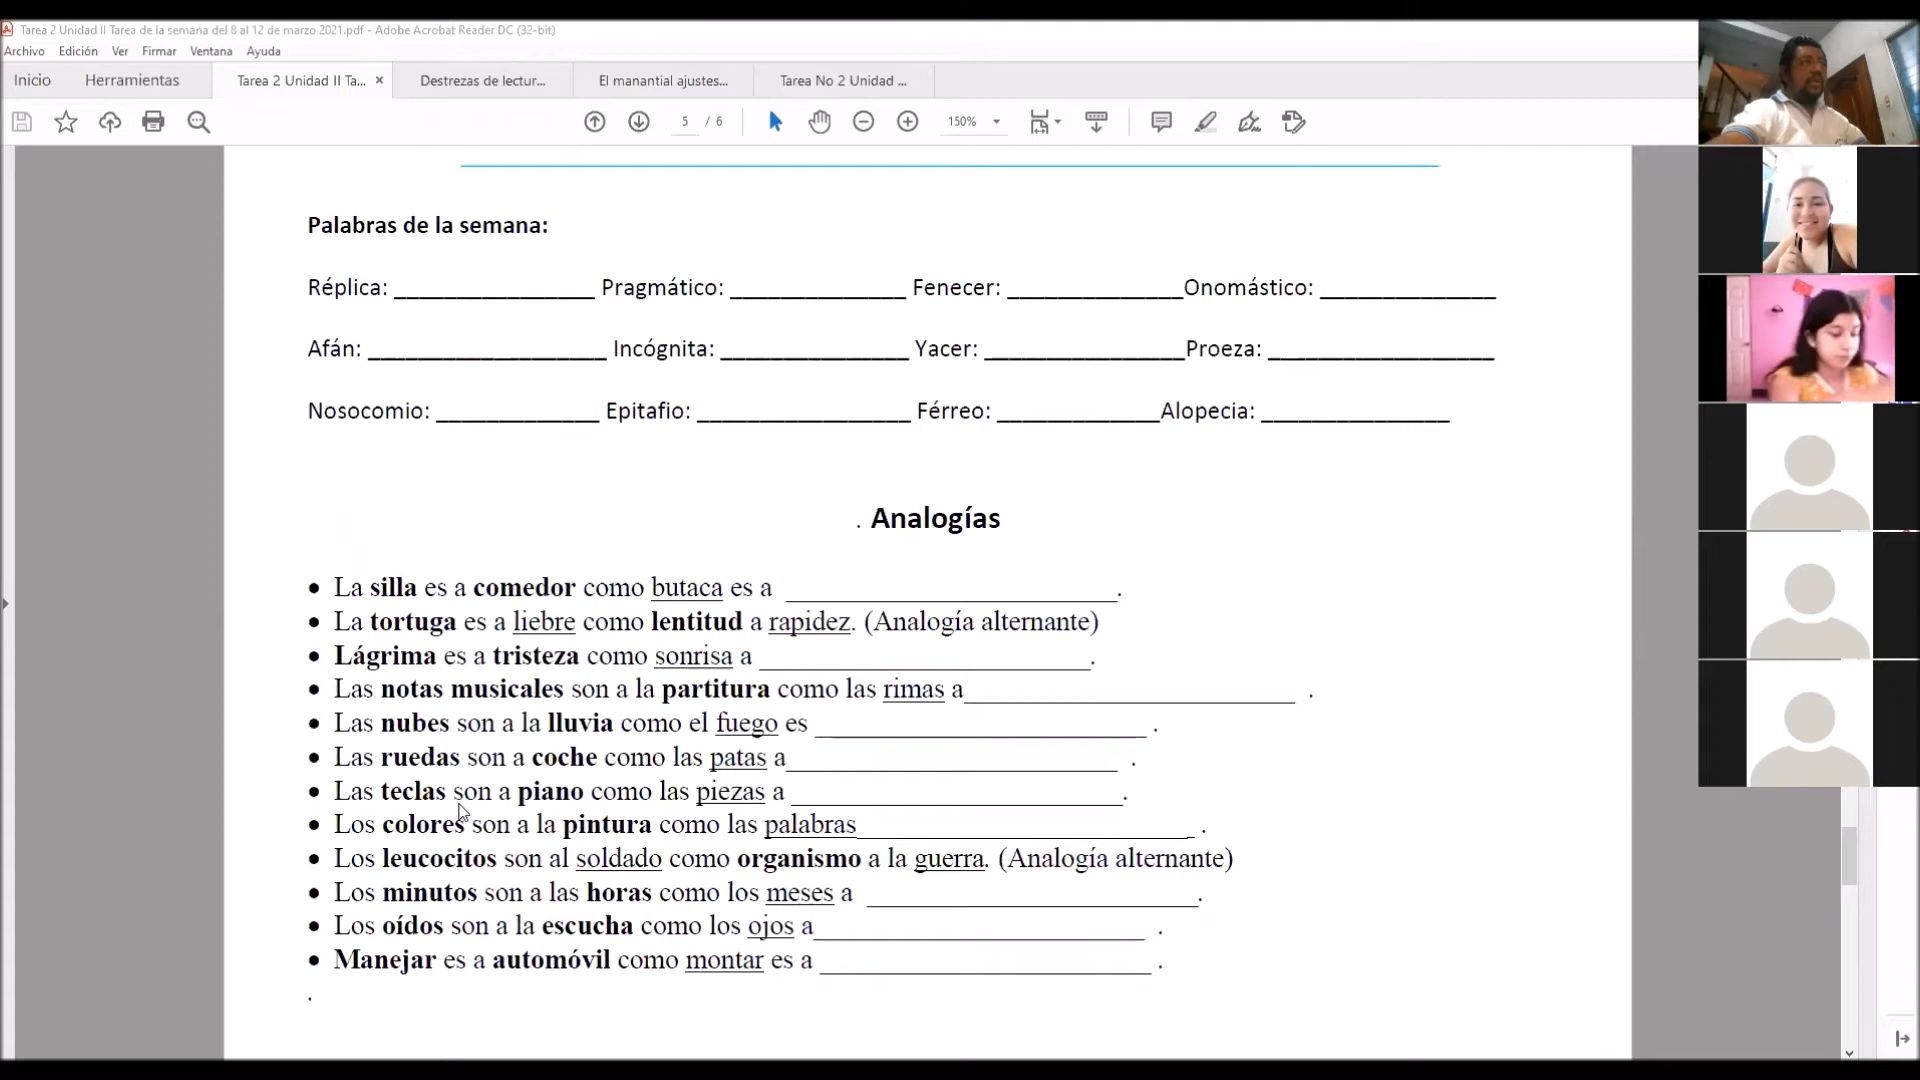 Tarea 2 Unidad II Tarea de la semana del 8 al 12 de marzo 2021.pdf - Adobe Acrobat Reader DC (32-bit)
Archivo Edición Ver Firmar Ventana Ayuda
Inicio Herramientas Tarea 2 Unidad II Ta... × Destrezas de lectur... El manantial ajustes... Tarea No 2 Unidad ...
5 / 6 150%
Palabras de la semana:
Réplica: ________________ Pragmático: ______________ Fenecer: ______________Onomástico: ______________
Afán: ___________________ Incógnita: _______________ Yacer: ________________Proeza: __________________
Nosocomio: _____________ Epitafio: _________________ Férreo: _____________Alopecia: _______________
. Analogías
• La silla es a comedor como butaca es a ________________________.
• La tortuga es a liebre como lentitud a rapidez. (Analogía alternante)
• Lágrima es a tristeza como sonrisa a ________________________.
• Las notas musicales son a la partitura como las rimas a________________________ .
• Las nubes son a la lluvia como el fuego es ________________________ .
• Las ruedas son a coche como las patas a________________________ .
• Las teclas son a piano como las piezas a ________________________.
• Los colores son a la pintura como las palabras________________________ .
• Los leucocitos son al soldado como organismo a la guerra. (Analogía alternante)
• Los minutos son a las horas como los meses a ________________________.
• Los oídos son a la escucha como los ojos a________________________ .
• Manejar es a automóvil como montar es a ________________________ .
.